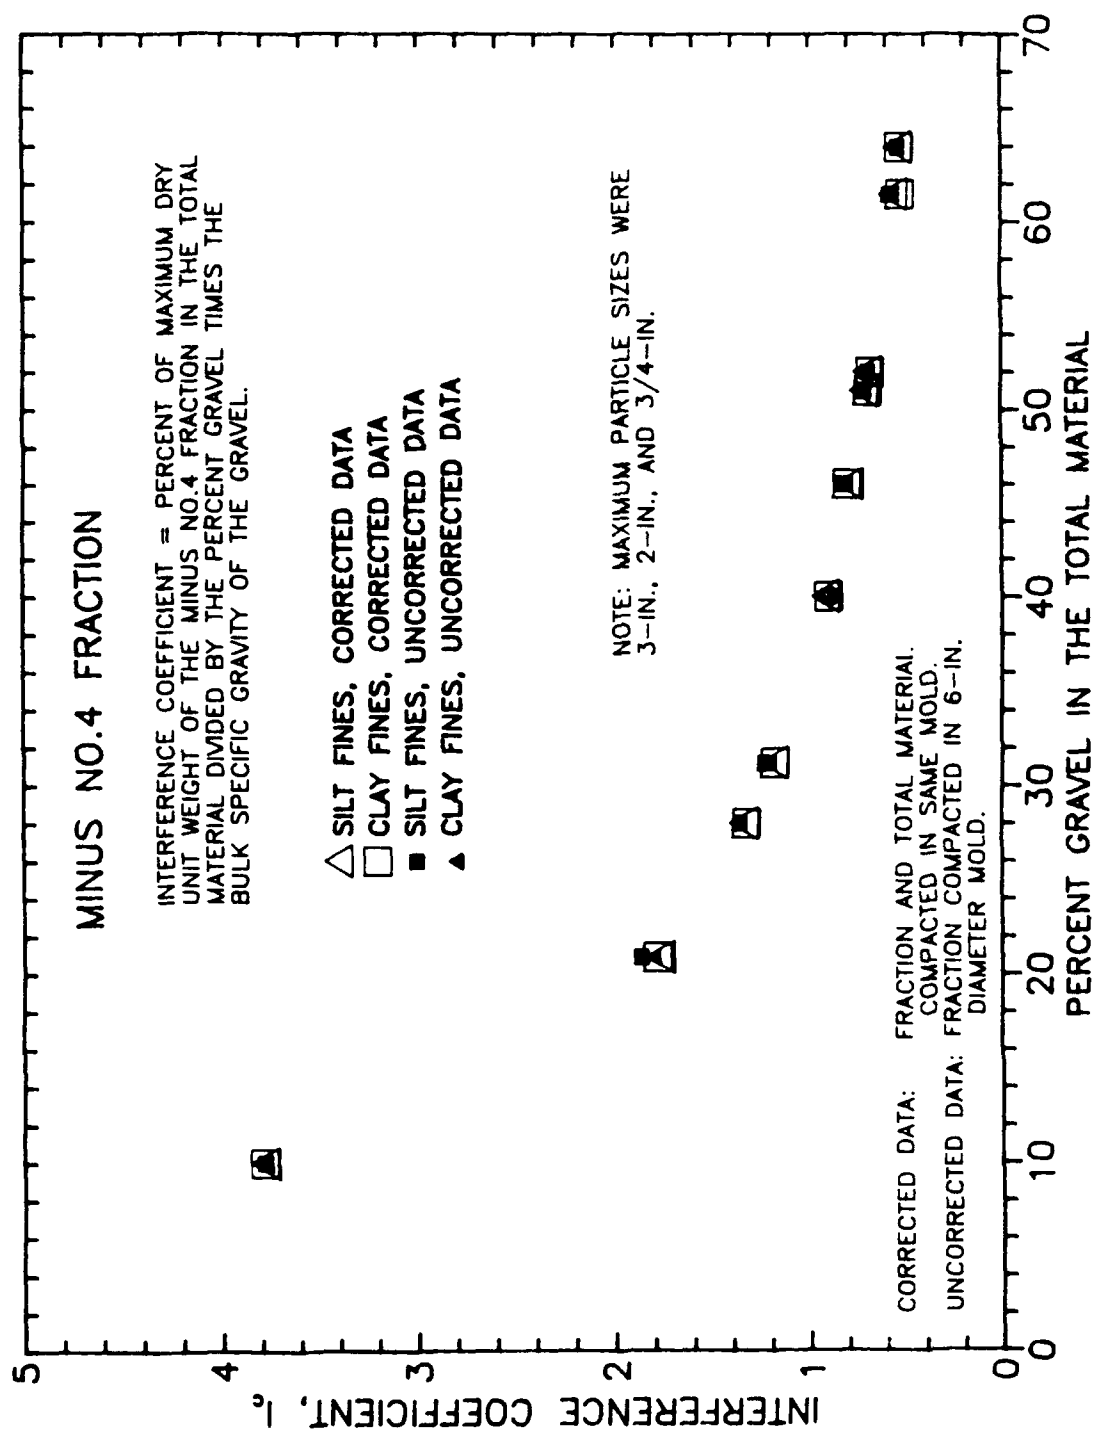 MINUS NO.4 FRACTION
INTERFERENCE COEFFICIENT = PERCENT OF MAXIMUM DRY
UNIT WEIGHT OF THE MINUS NO.4 FRACTION IN THE TOTAL
MATERIAL DIVIDED BY THE PERCENT GRAVEL TIMES THE
BULK SPECIFIC GRAVITY OF THE GRAVEL.
SILT FINES, CORRECTED DATA
CLAY FINES, CORRECTED DATA
SILT FINES, UNCORRECTED DATA
CLAY FINES, UNCORRECTED DATA
NOTE: MAXIMUM PARTICLE SIZES WERE
3-IN., 2-IN., AND 3/4-IN.
CORRECTED DATA: FRACTION AND TOTAL MATERIAL.
COMPACTED IN SAME MOLD.
UNCORRECTED DATA: FRACTION COMPACTED IN 6-IN.
DIAMETER MOLD.
INTERFERENCE COEFFICIENT, Ic
5
4
3
2
1
0
0 10 20 30 40 50 60 70
PERCENT GRAVEL IN THE TOTAL MATERIAL